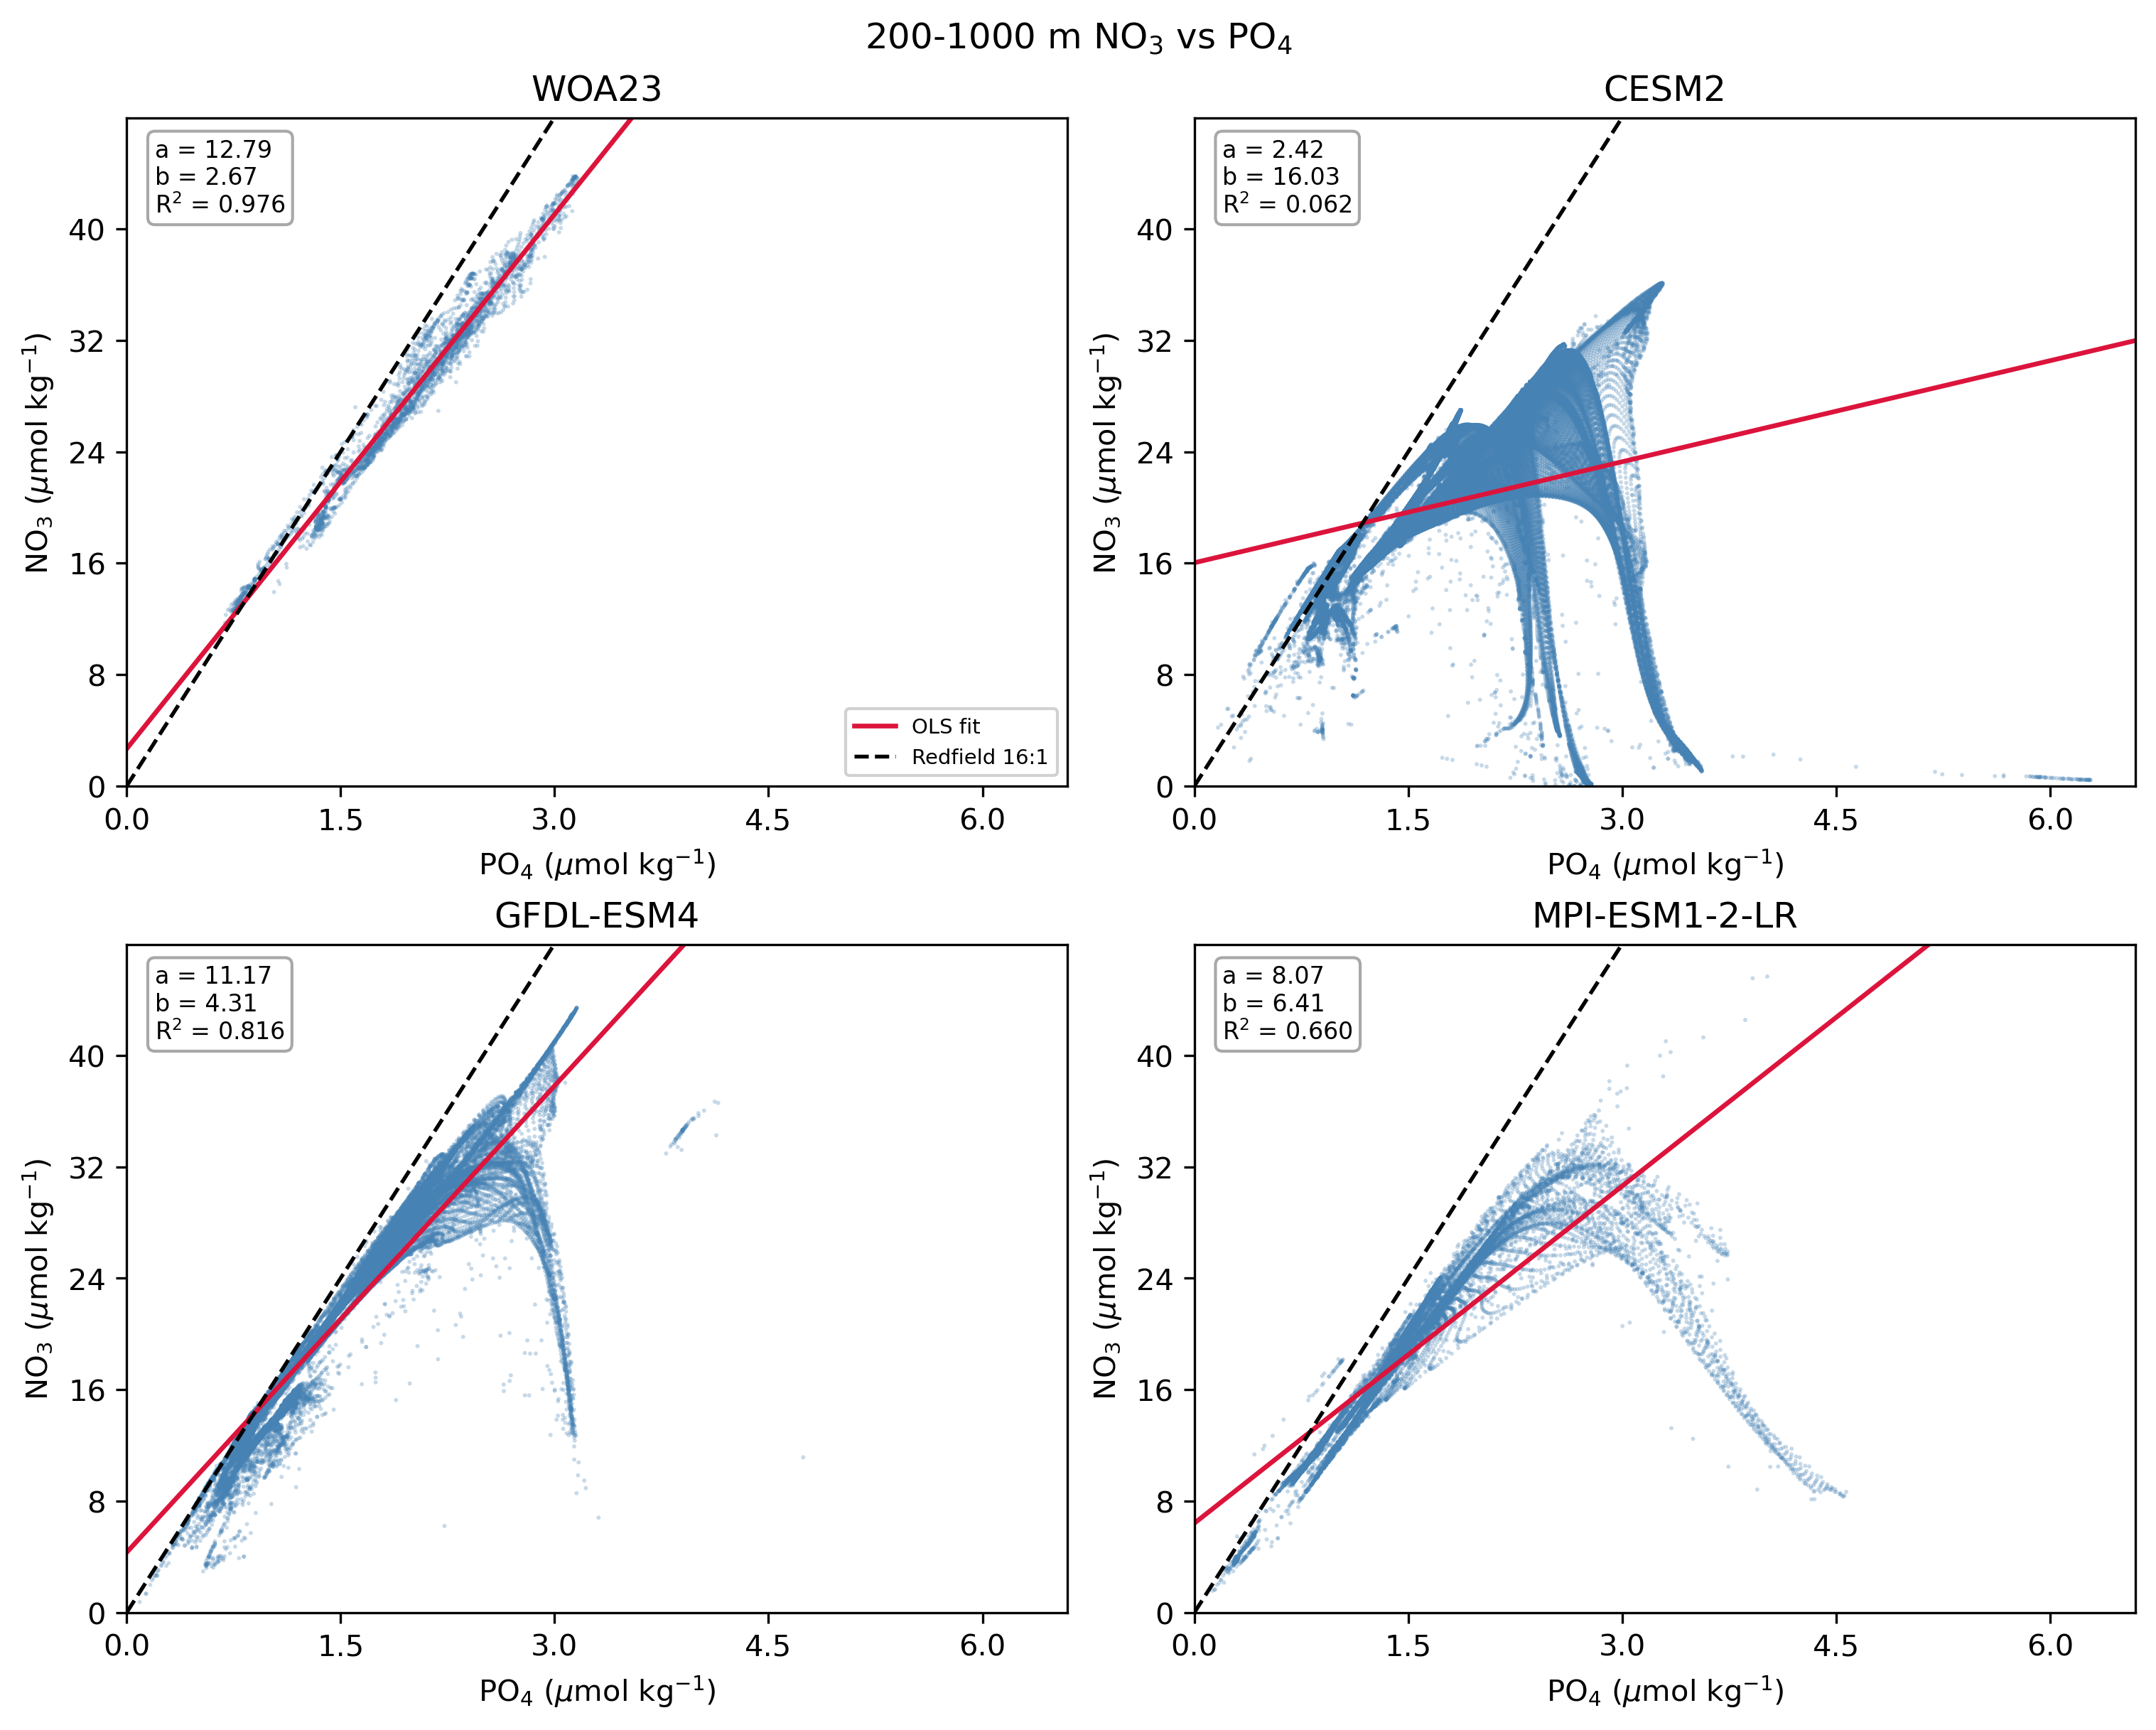 200-1000 m NO₃ vs PO₄
WOA23
a = 12.79
b = 2.67
R² = 0.976
NO₃ (μmol kg⁻¹)
40
32
24
16
8
0
0.0 1.5 3.0 4.5 6.0
PO₄ (μmol kg⁻¹)
OLS fit
Redfield 16:1
CESM2
a = 2.42
b = 16.03
R² = 0.062
NO₃ (μmol kg⁻¹)
40
32
24
16
8
0
0.0 1.5 3.0 4.5 6.0
PO₄ (μmol kg⁻¹)
GFDL-ESM4
a = 11.17
b = 4.31
R² = 0.816
NO₃ (μmol kg⁻¹)
40
32
24
16
8
0
0.0 1.5 3.0 4.5 6.0
PO₄ (μmol kg⁻¹)
MPI-ESM1-2-LR
a = 8.07
b = 6.41
R² = 0.660
NO₃ (μmol kg⁻¹)
40
32
24
16
8
0
0.0 1.5 3.0 4.5 6.0
PO₄ (μmol kg⁻¹)